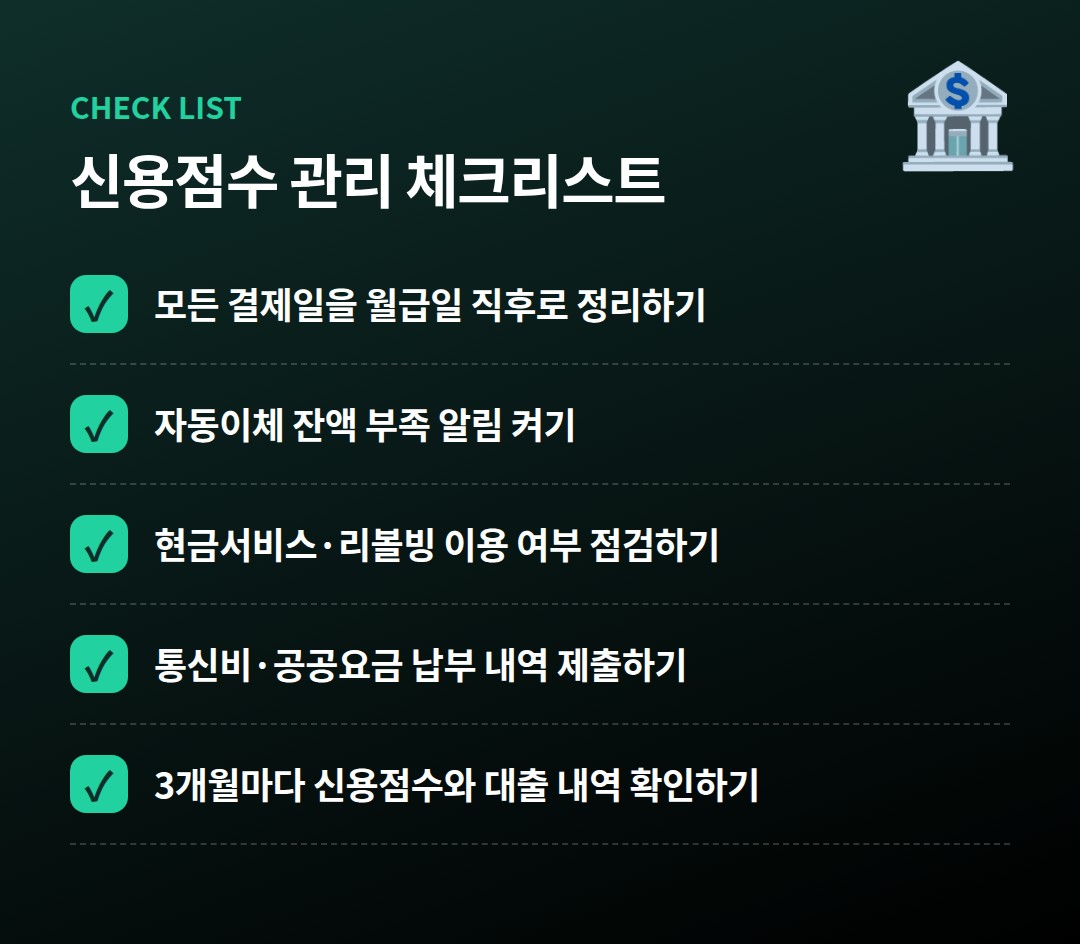 CHECK LIST
신용점수 관리 체크리스트
모든 결제일을 월급일 직후로 정리하기
자동이체 잔액 부족 알림 켜기
현금서비스·리볼빙 이용 여부 점검하기
통신비·공공요금 납부 내역 제출하기
3개월마다 신용점수와 대출 내역 확인하기